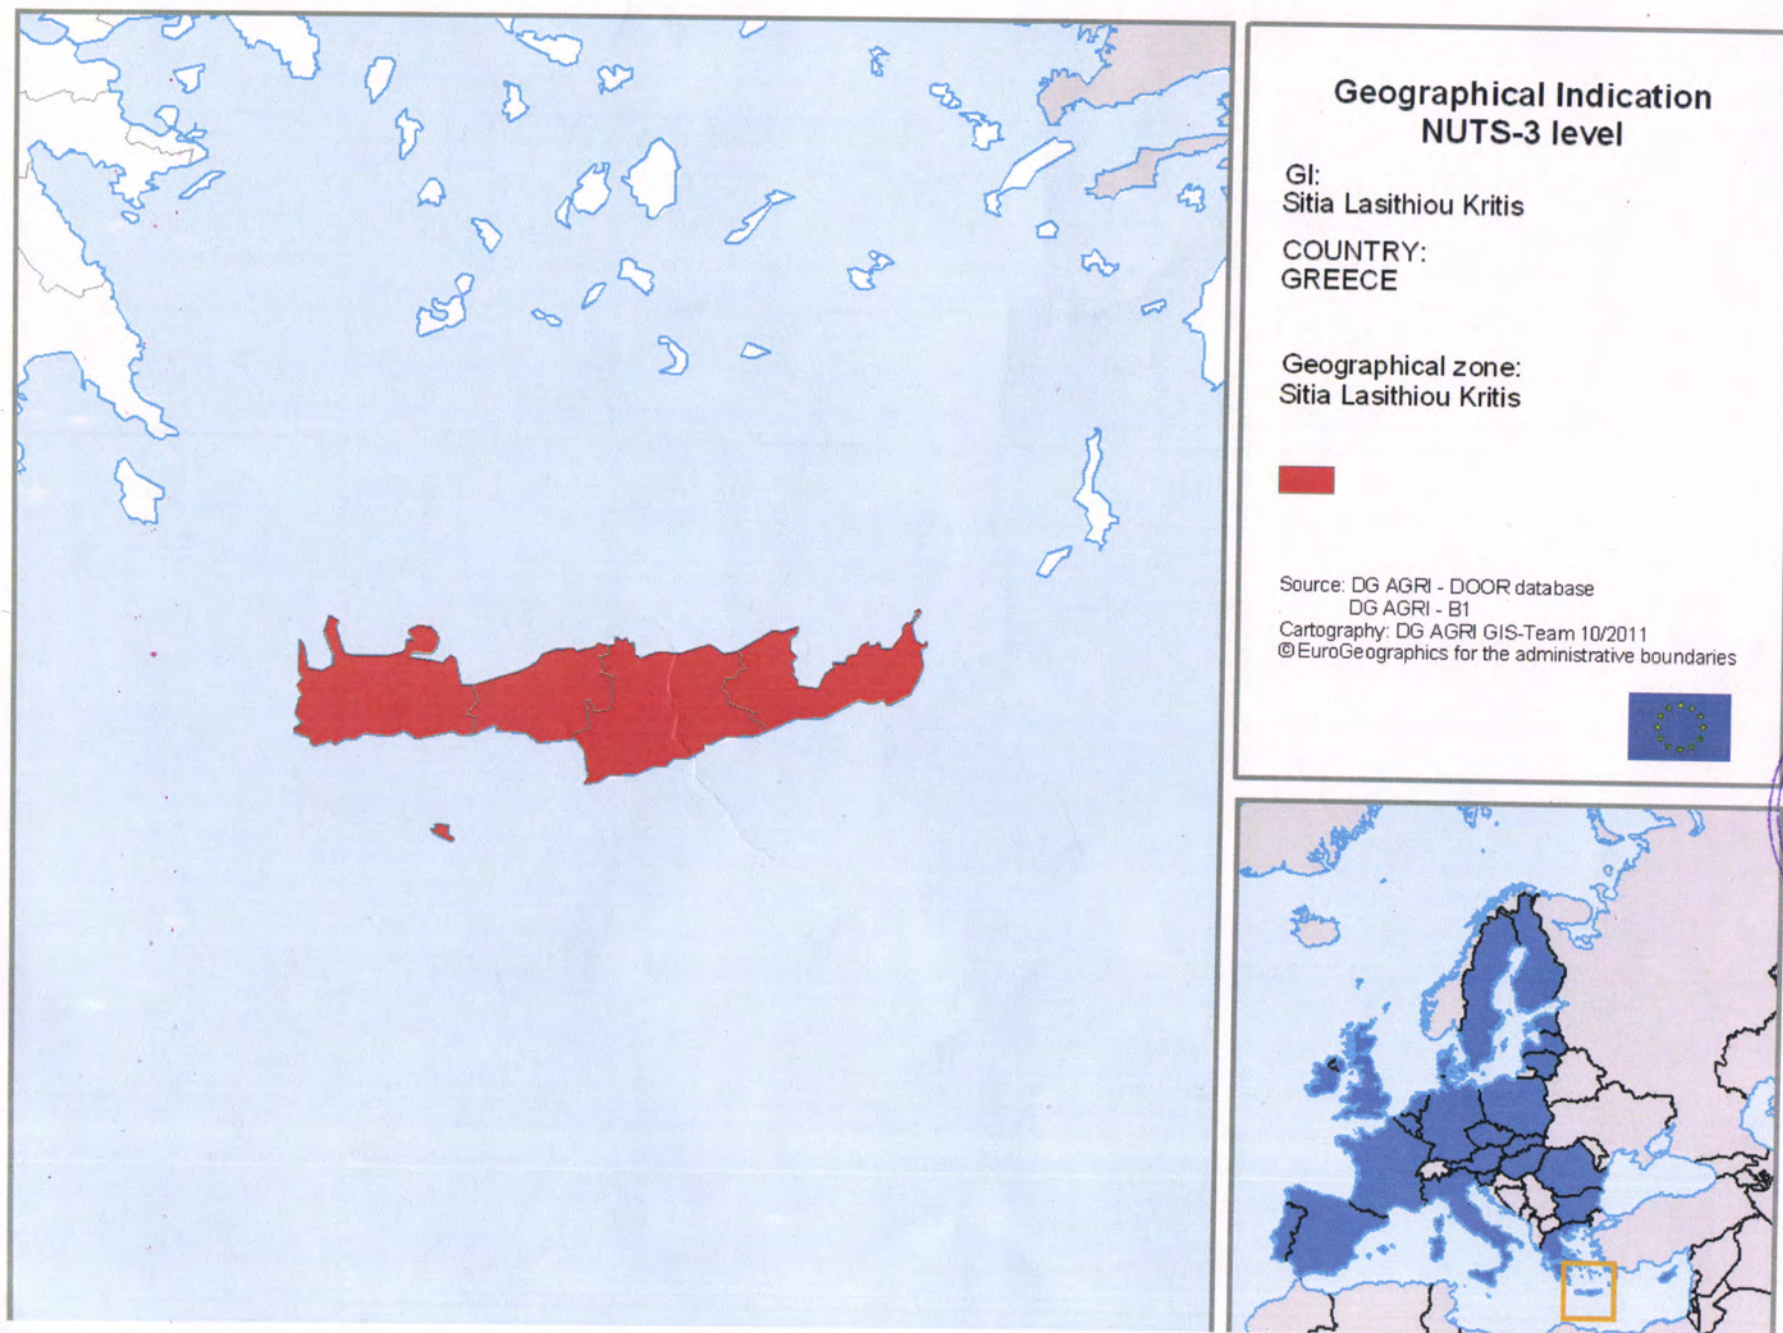 Geographical Indication
NUTS-3 level
GI:
Sitia Lasithiou Kritis
COUNTRY:
GREECE
Geographical zone:
Sitia Lasithiou Kritis
Source: DG AGRI - DOOR database
DG AGRI - B1
Cartography: DG AGRI GIS-Team 10/2011
© EuroGeographics for the administrative boundaries